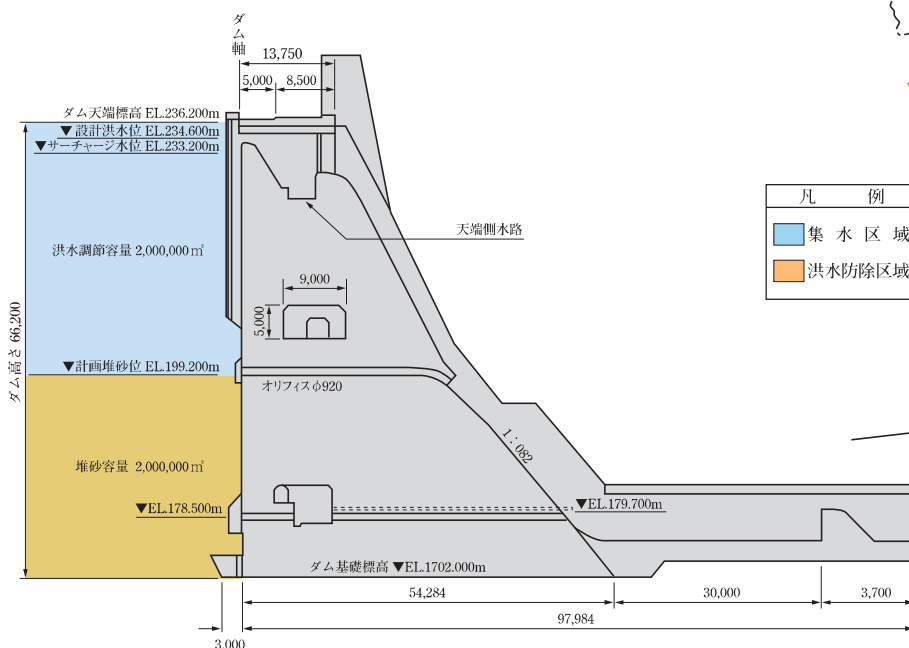 ダム軸
13,750
5,000
8,500
ダム天端標高 EL.236.200m
▼設計洪水位 EL.234.600m
▼サーチャージ水位 EL.233.200m
天端側水路
凡 例
集 水 区 域
洪水防除区域
洪水調節容量 2,000,000㎥
9,000
5,000
ダム高さ 66,200
▼計画堆砂位 EL.199.200m
オリフィスφ920
1：082
堆砂容量 2,000,000㎥
▼EL.178.500m
▼EL.179.700m
ダム基礎標高 ▼EL.1702.000m
54,284
30,000
3,700
97,984
3,000